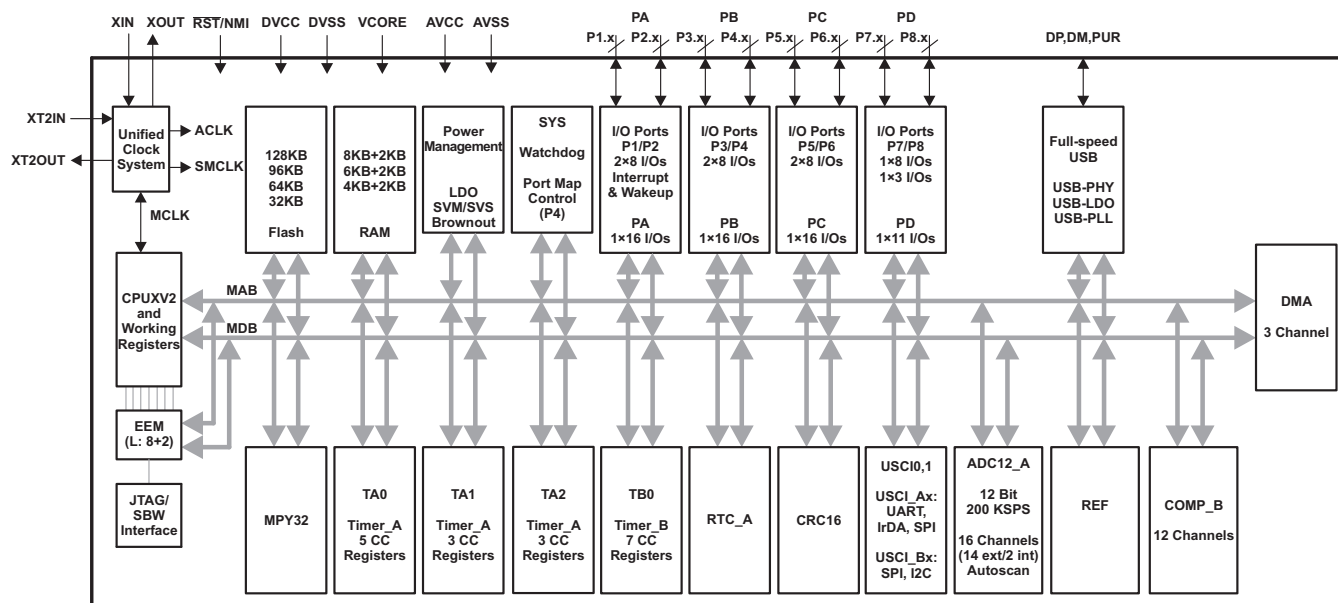 XIN
XOUT
RST/NMI
DVCC
DVSS
VCORE
AVCC
AVSS
PA
P1.x
P2.x
PB
P3.x
P4.x
PC
P5.x
P6.x
PD
P7.x
P8.x
DP,DM,PUR
XT2IN
XT2OUT
Unified
Clock
System
ACLK
SMCLK
MCLK
128KB
96KB
64KB
32KB
Flash
8KB+2KB
6KB+2KB
4KB+2KB
RAM
Power
Management
LDO
SVM/SVS
Brownout
SYS
Watchdog
Port Map
Control
(P4)
I/O Ports
P1/P2
2×8 I/Os
Interrupt
& Wakeup
PA
1×16 I/Os
I/O Ports
P3/P4
2×8 I/Os
PB
1×16 I/Os
I/O Ports
P5/P6
2×8 I/Os
PC
1×16 I/Os
I/O Ports
P7/P8
1×8 I/Os
1×3 I/Os
PD
1×11 I/Os
Full-speed
USB
USB-PHY
USB-LDO
USB-PLL
CPUXV2
and
Working
Registers
MAB
MDB
DMA
3 Channel
EEM
(L: 8+2)
JTAG/
SBW
Interface
MPY32
TA0
Timer_A
5 CC
Registers
TA1
Timer_A
3 CC
Registers
TA2
Timer_A
3 CC
Registers
TB0
Timer_B
7 CC
Registers
RTC_A
CRC16
USCI0,1
USCI_Ax:
UART,
IrDA, SPI
USCI_Bx:
SPI, I2C
ADC12_A
12 Bit
200 KSPS
16 Channels
(14 ext/2 int)
Autoscan
REF
COMP_B
12 Channels